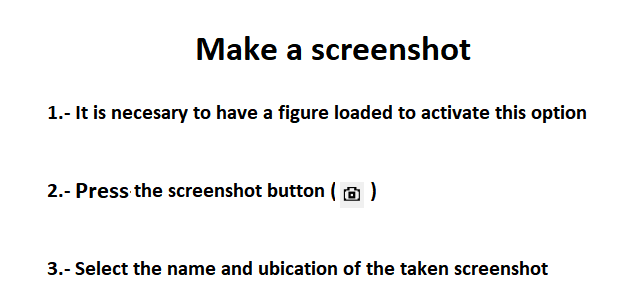 Make a screenshot
1.- It is necesary to have a figure loaded to activate this option
2.- Press the screenshot button ( )
3.- Select the name and ubication of the taken screenshot